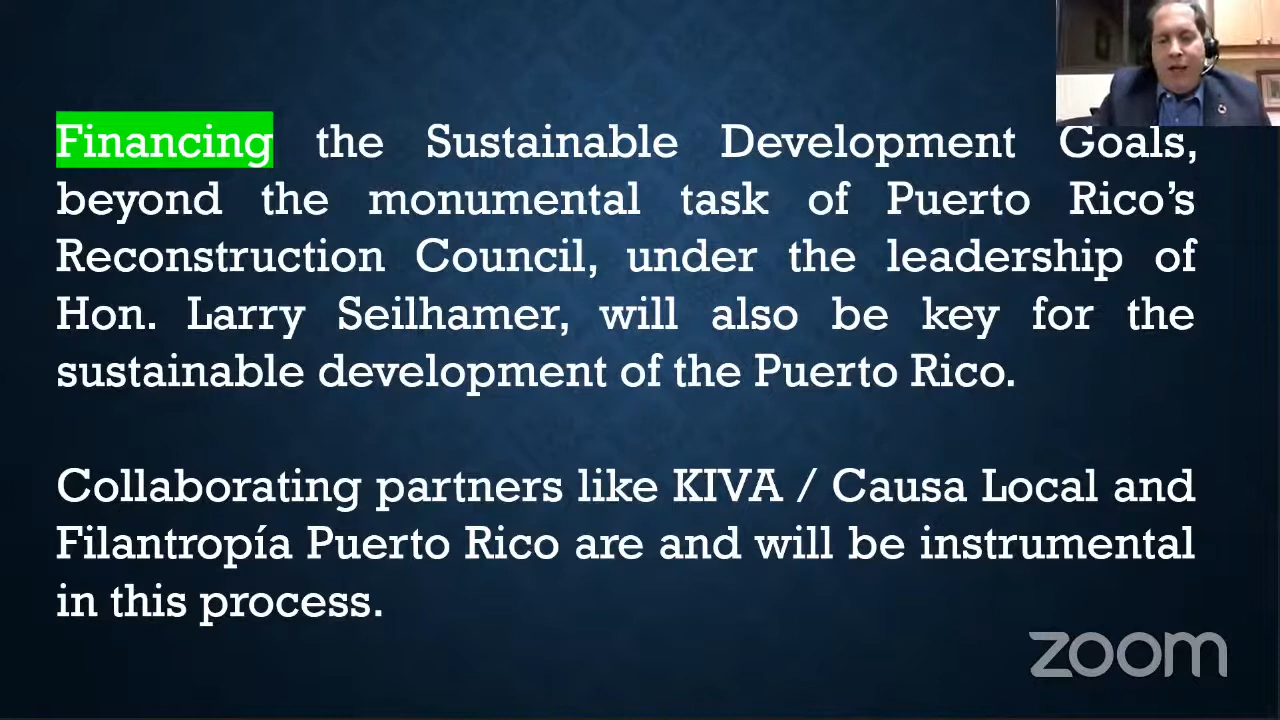 Financing the Sustainable Development Goals,
beyond the monumental task of Puerto Rico’s
Reconstruction Council, under the leadership of
Hon. Larry Seilhamer, will also be key for the
sustainable development of the Puerto Rico.
Collaborating partners like KIVA / Causa Local and
Filantropía Puerto Rico are and will be instrumental
in this process.
zoom